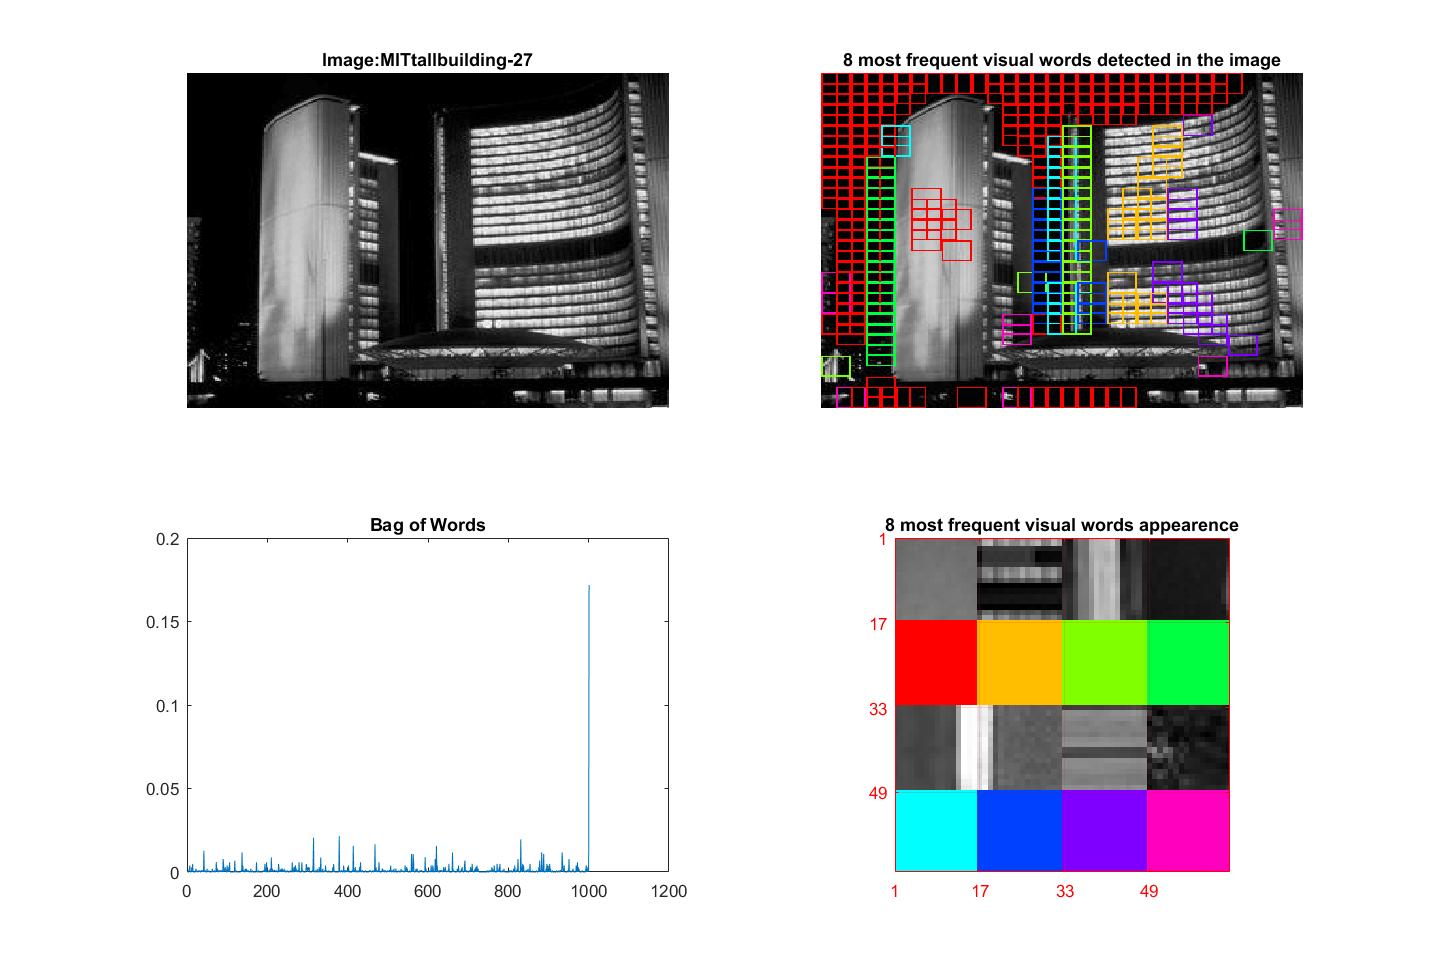 Image:MITtallbuilding-27
8 most frequent visual words detected in the image
Bag of Words
0.2
0.15
0.1
0.05
0
0 200 400 600 800 1000 1200
8 most frequent visual words appearence
1
17
33
49
1 17 33 49